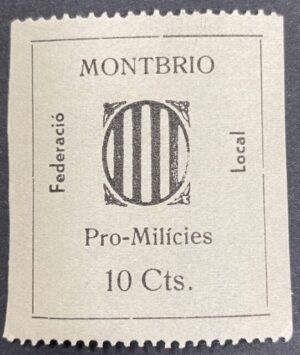 MONTBRIO
Federació
Local
Pro-Milícies
10 Cts.